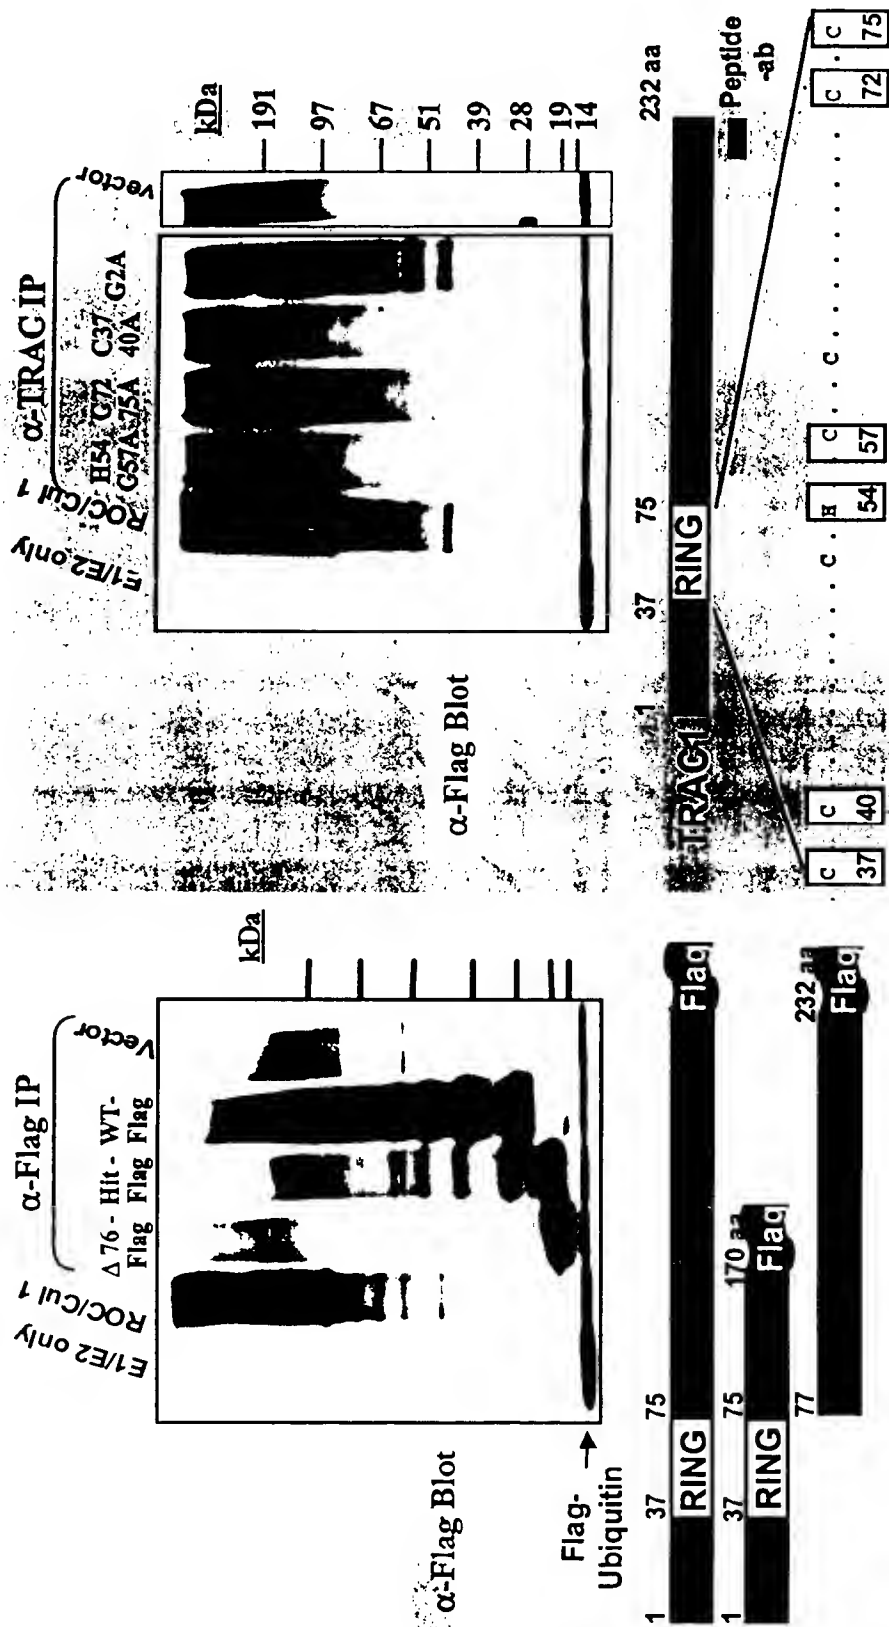 α-Flag IP
E1/E2 only
ROC/Cul 1
Δ76-Flag
Hit-Flag
WT-Flag
Vector
kDa
α-Flag Blot
Flag-Ubiquitin
1 37 75
RING Flag
1 37 75 170 aa
RING Flag
77 232 aa
Flag
α-TRAC IP
E1/E2 only
ROC/Cul 1
H54 G72 C37 G2A
G57A 75A 40A
vector
kDa
191
97
67
51
39
28
19
14
α-Flag Blot
1 37 75 232 aa
TRAC1 RING
Peptide
-ab
C C . . . . . . . . . C . . H . . C . . . C . . . . . . . . . C . . C
37 40 54 57 72 75